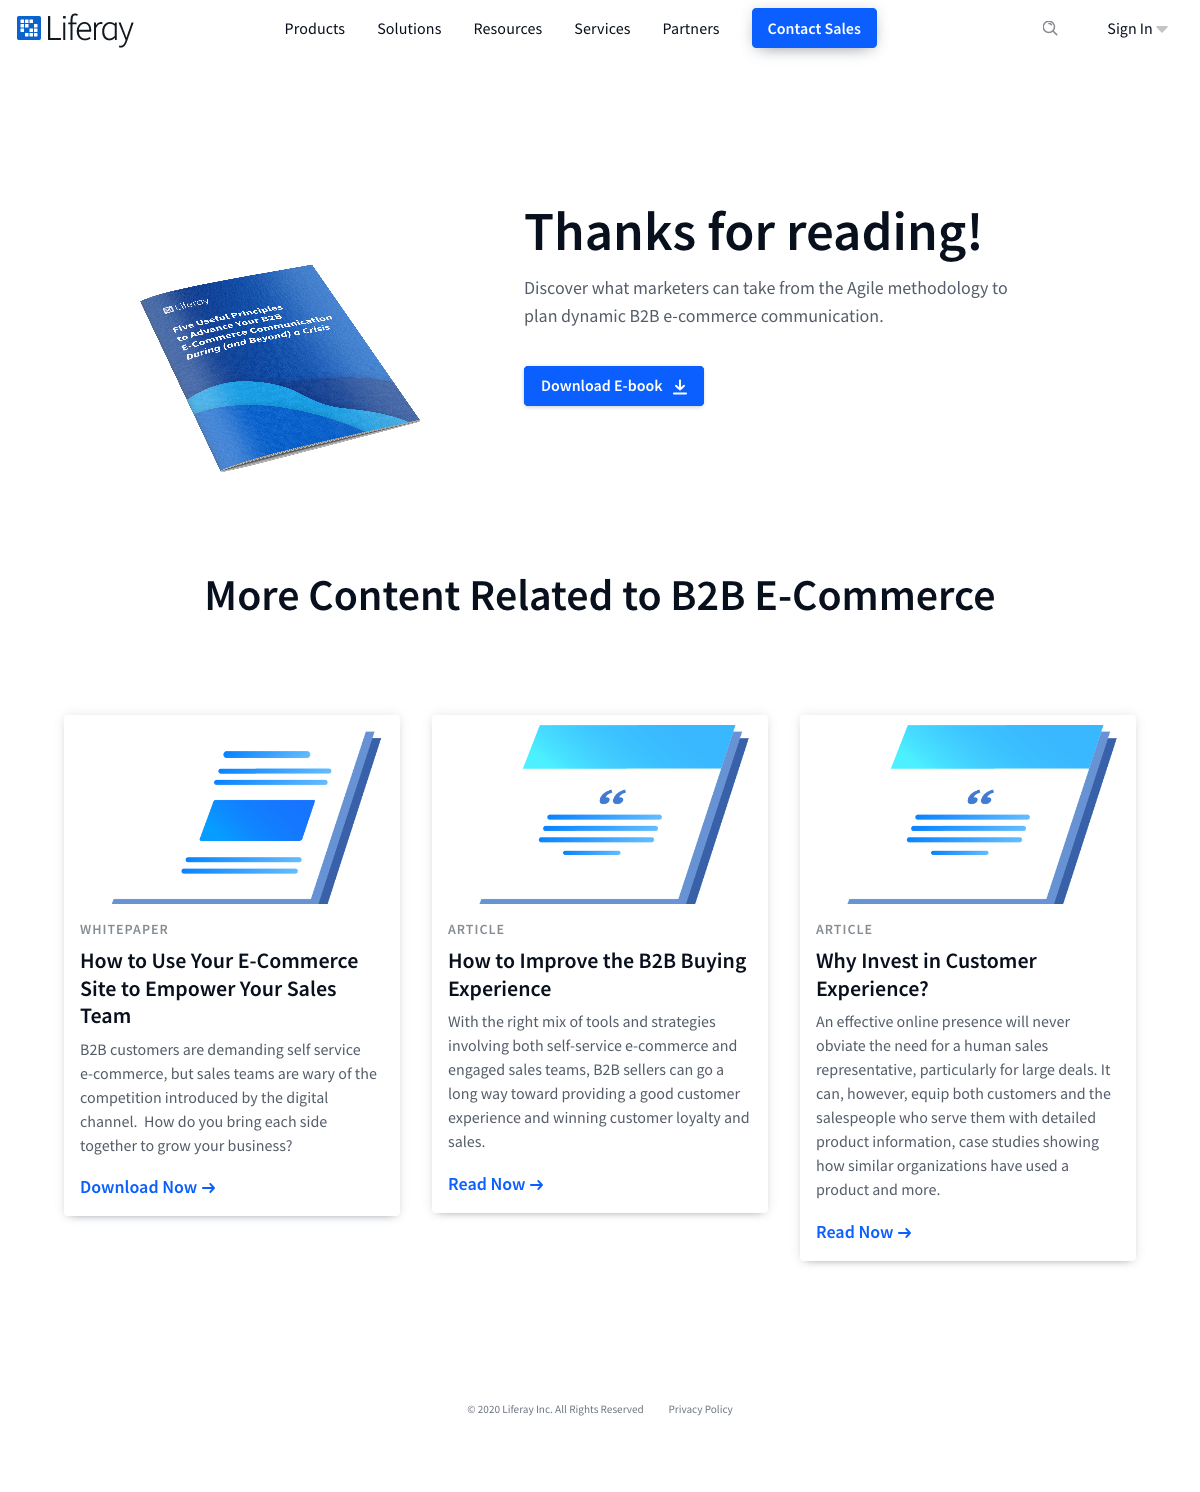 Liferay
Products
Solutions
Resources
Services
Partners
Contact Sales
Sign In
Liferay
Five Useful Principles
to Advance Your B2B
E-Commerce Communication
During (and Beyond) a Crisis
Thanks for reading!
Discover what marketers can take from the Agile methodology to
plan dynamic B2B e-commerce communication.
Download E-book
More Content Related to B2B E-Commerce
WHITEPAPER
How to Use Your E-Commerce
Site to Empower Your Sales
Team
B2B customers are demanding self service
e-commerce, but sales teams are wary of the
competition introduced by the digital
channel.  How do you bring each side
together to grow your business?
Download Now →
“
ARTICLE
How to Improve the B2B Buying
Experience
With the right mix of tools and strategies
involving both self-service e-commerce and
engaged sales teams, B2B sellers can go a
long way toward providing a good customer
experience and winning customer loyalty and
sales.
Read Now →
“
ARTICLE
Why Invest in Customer
Experience?
An effective online presence will never
obviate the need for a human sales
representative, particularly for large deals. It
can, however, equip both customers and the
salespeople who serve them with detailed
product information, case studies showing
how similar organizations have used a
product and more.
Read Now →
© 2020 Liferay Inc. All Rights Reserved
Privacy Policy